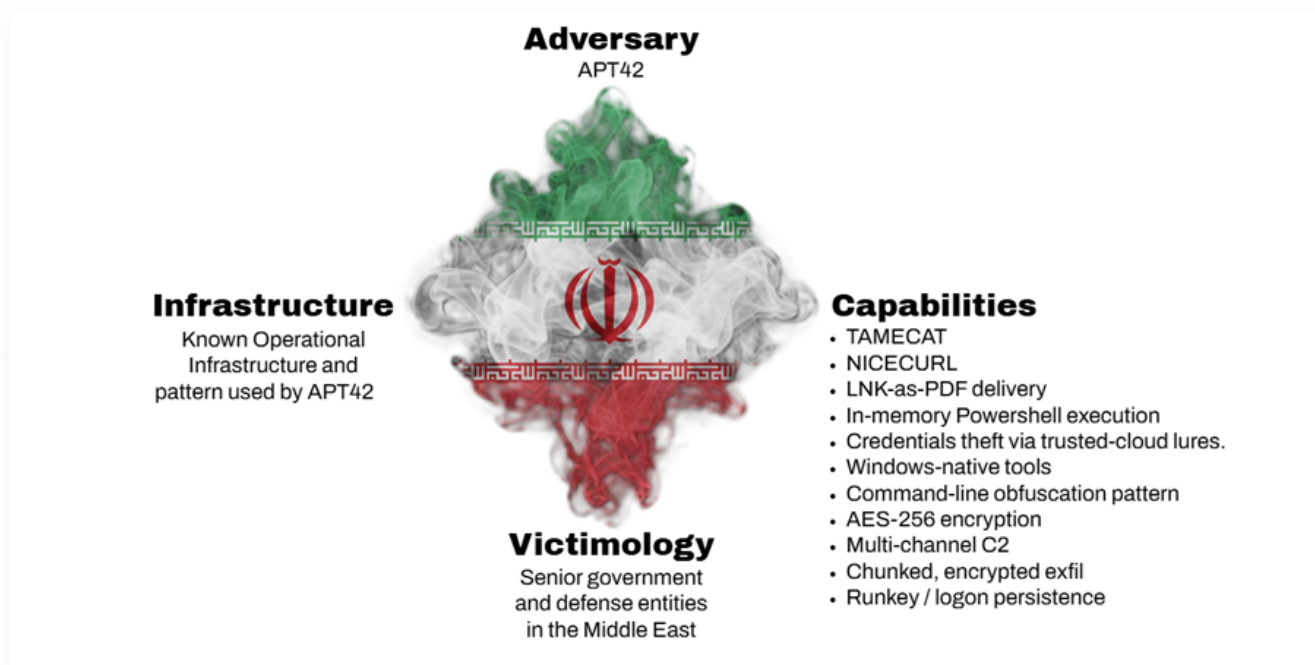 Adversary
APT42
Infrastructure
Known Operational
Infrastructure and
pattern used by APT42
Capabilities
• TAMECAT
• NICECURL
• LNK-as-PDF delivery
• In-memory Powershell execution
• Credentials theft via trusted-cloud lures.
• Windows-native tools
• Command-line obfuscation pattern
• AES-256 encryption
• Multi-channel C2
• Chunked, encrypted exfil
• Runkey / logon persistence
Victimology
Senior government
and defense entities
in the Middle East